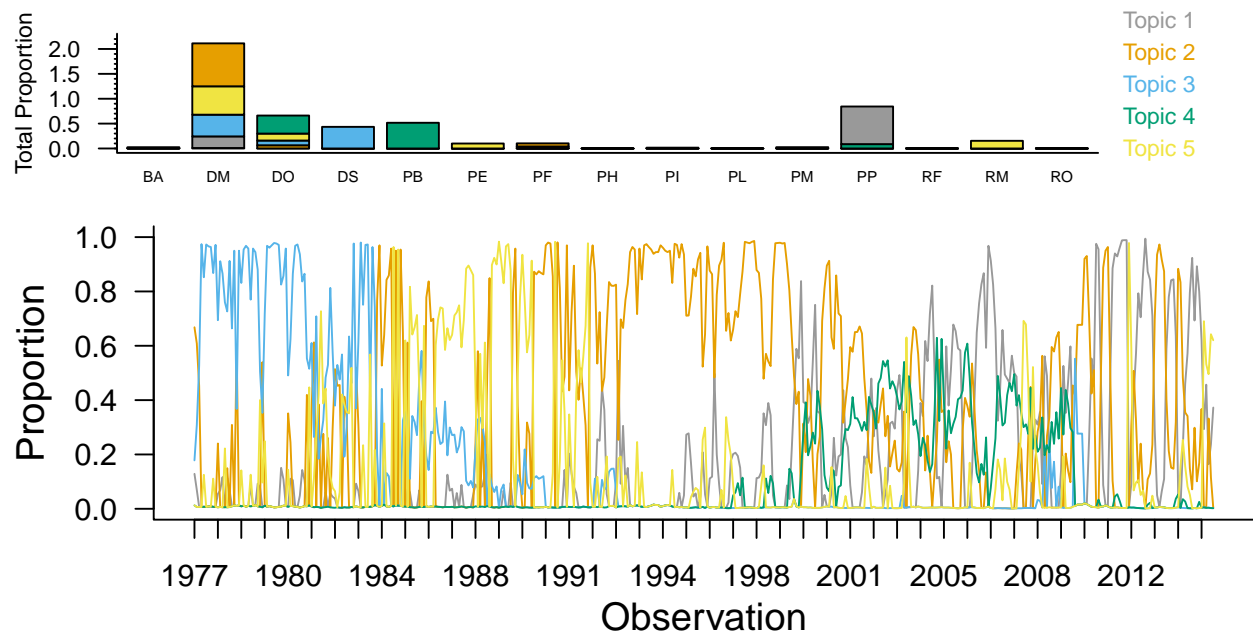 Total Proportion
2.0
1.5
1.0
0.5
0.0
BA DM DO DS PB PE PF PH PI PL PM PP RF RM RO
Topic 1
Topic 2
Topic 3
Topic 4
Topic 5
Proportion
1.0
0.8
0.6
0.4
0.2
0.0
1977 1980 1984 1988 1991 1994 1998 2001 2005 2008 2012
Observation